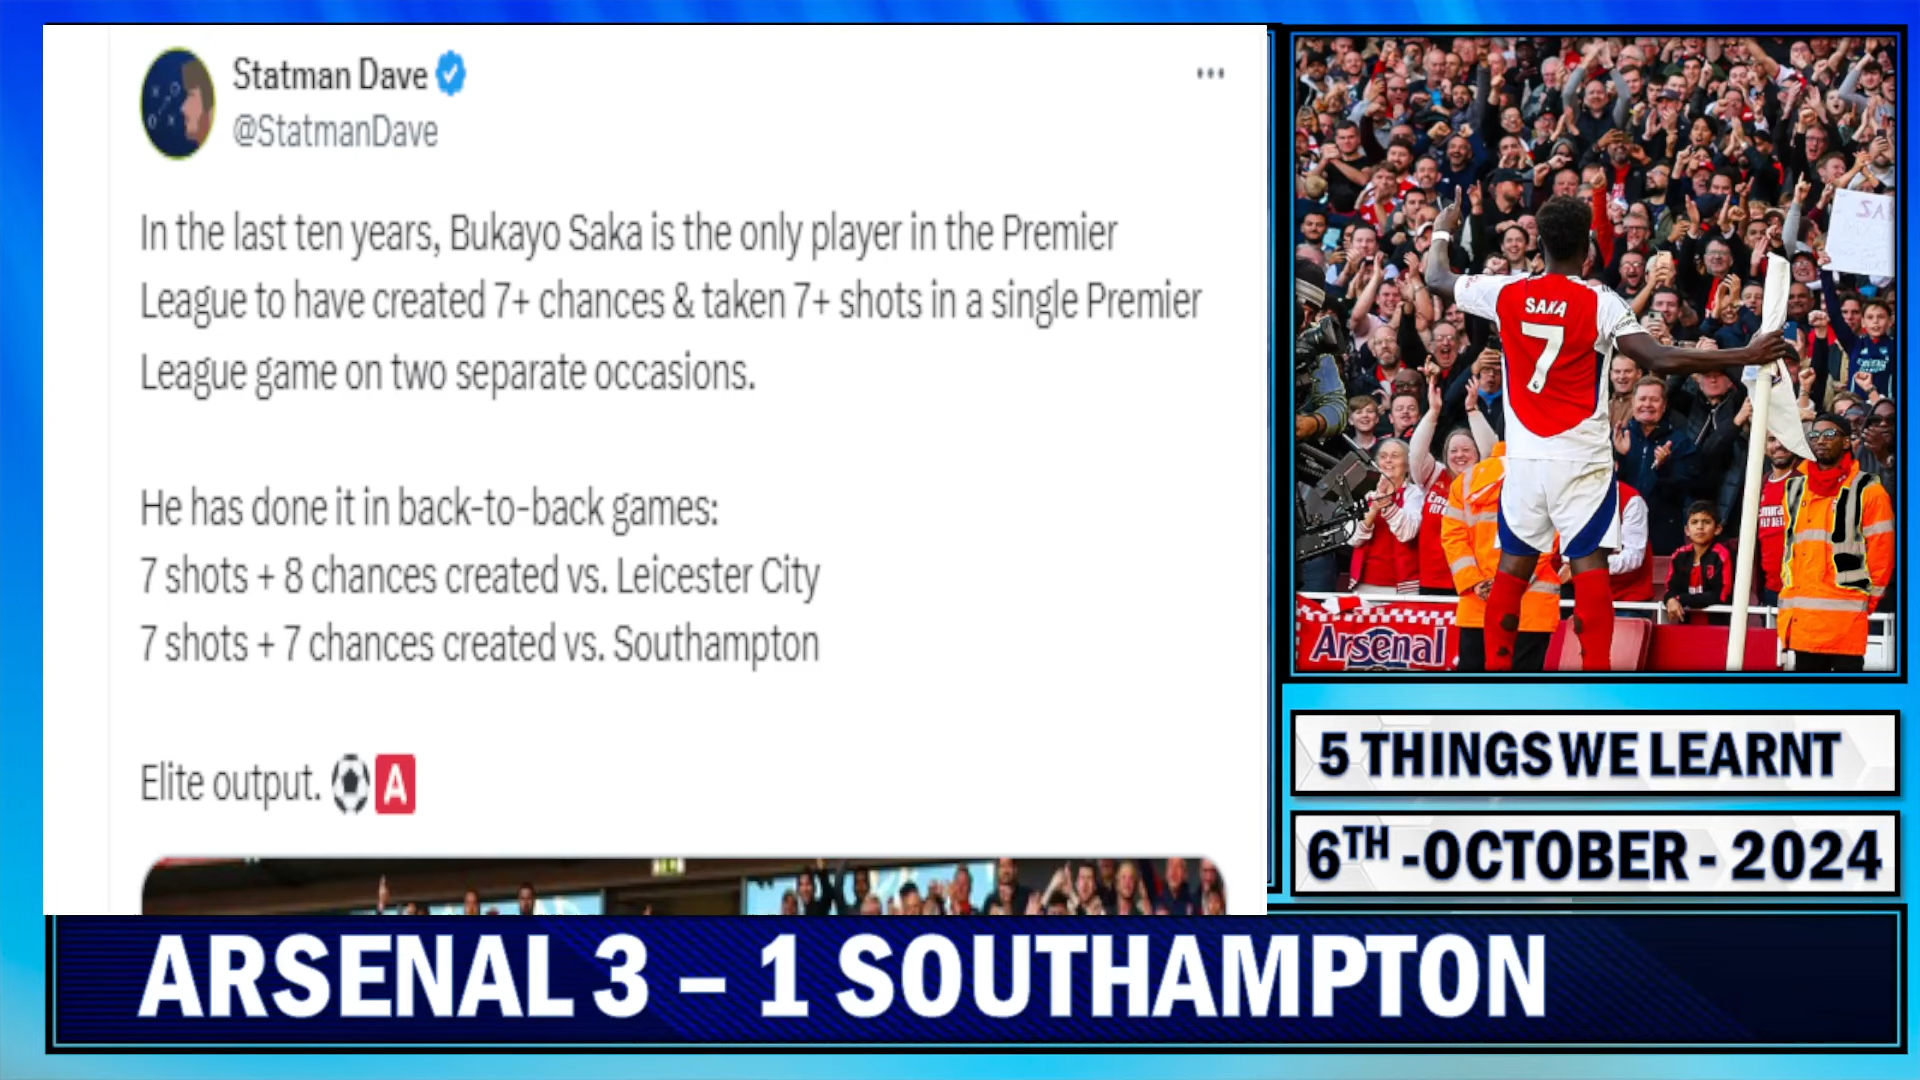 Statman Dave
@StatmanDave
In the last ten years, Bukayo Saka is the only player in the Premier
League to have created 7+ chances & taken 7+ shots in a single Premier
League game on two separate occasions.
He has done it in back-to-back games:
7 shots + 8 chances created vs. Leicester City
7 shots + 7 chances created vs. Southampton
Elite output. ⚽🅰
SAKA
7
Arsenal
5 THINGS WE LEARNT
6TH -OCTOBER - 2024
ARSENAL 3 – 1 SOUTHAMPTON